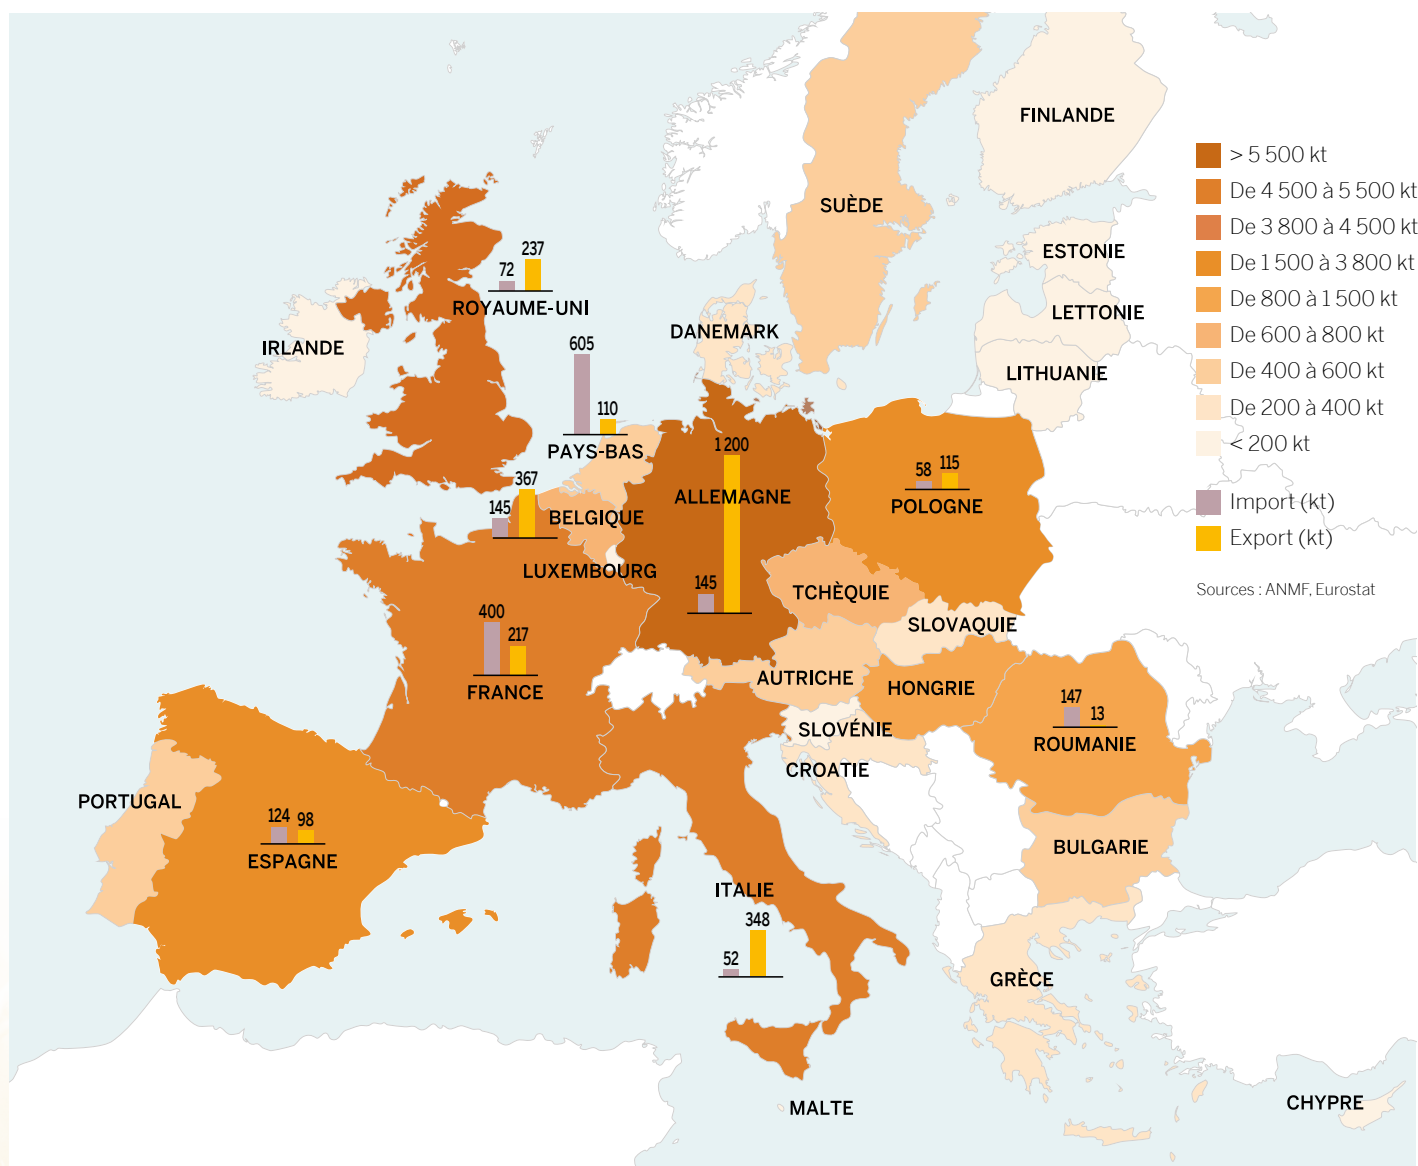 FINLANDE
> 5 500 kt
De 4 500 à 5 500 kt
De 3 800 à 4 500 kt
De 1 500 à 3 800 kt
De 800 à 1 500 kt
De 600 à 800 kt
De 400 à 600 kt
De 200 à 400 kt
< 200 kt
Import (kt)
Export (kt)
Sources : ANMF, Eurostat
SUÈDE
ESTONIE
LETTONIE
LITHUANIE
DANEMARK
72 237
ROYAUME-UNI
IRLANDE
605 110
PAYS-BAS
145 367
BELGIQUE
LUXEMBOURG
1 200
ALLEMAGNE
145
58 115
POLOGNE
TCHÈQUIE
SLOVAQUIE
400 217
FRANCE
AUTRICHE
HONGRIE
SLOVÉNIE
CROATIE
147 13
ROUMANIE
BULGARIE
PORTUGAL
124 98
ESPAGNE
ITALIE
52 348
GRÈCE
MALTE
CHYPRE